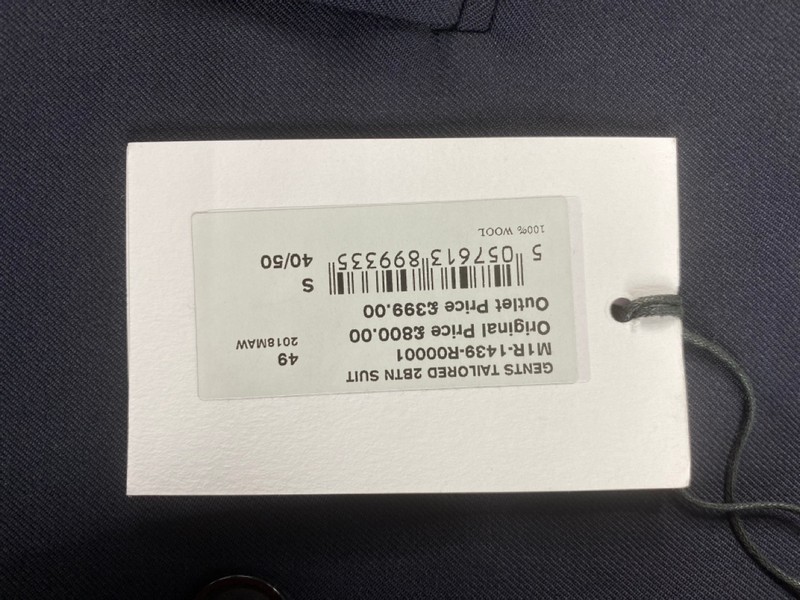 GENTS TAILORED 2BTN SUIT
M1R-1439-R00001 49
Original Price £800.00 2018MAW
Outlet Price £399.00
S
5 057613 899335 40/50
100% WOOL